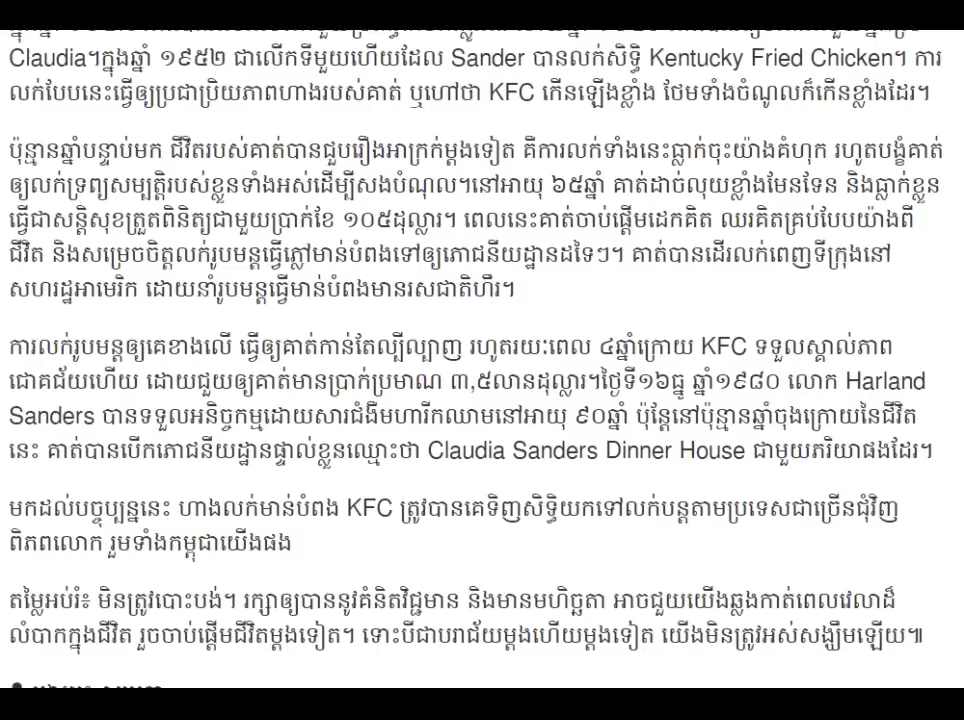 Claudia។ក្នុងឆ្នាំ ១៩៥២ ជាលើកទីមួយហើយដែល Sander បានលក់សិទ្ធិ Kentucky Fried Chicken។ ការ
លក់បែបនេះធ្វើឲ្យប្រជាប្រិយភាពហាងរបស់គាត់ ឬហៅថា KFC កើនឡើងខ្លាំង ថែមទាំងចំណូលក៏កើនខ្លាំងដែរ។
ប៉ុន្មានឆ្នាំបន្ទាប់មក ជីវិតរបស់គាត់បានជួបរឿងអាក្រក់ម្ដងទៀត គឺការលក់ទាំងនេះធ្លាក់ចុះយ៉ាងគំហុក រហូតបង្ខំគាត់
ឲ្យលក់ទ្រព្យសម្បត្តិរបស់ខ្លួនទាំងអស់ដើម្បីសងបំណុល។នៅអាយុ ៦៥ឆ្នាំ គាត់ដាច់លុយខ្លាំងមែនទែន និងធ្លាក់ខ្លួន
ធ្វើជាសន្តិសុខត្រួតពិនិត្យជាមួយប្រាក់ខែ ១០៥ដុល្លារ។ ពេលនេះគាត់ចាប់ផ្ដើមដេកគិត ឈរគិតគ្រប់បែបយ៉ាងពី
ជីវិត និងសម្រេចចិត្តលក់រូបមន្តធ្វើភ្លៅមាន់បំពងទៅឲ្យភោជនីយដ្ឋានដទៃៗ។ គាត់បានដើរលក់ពេញទីក្រុងនៅ
សហរដ្ឋអាមេរិក ដោយនាំរូបមន្តធ្វើមាន់បំពងមានរសជាតិហឹរ។
ការលក់រូបមន្តឲ្យគេខាងលើ ធ្វើឲ្យគាត់កាន់តែល្បីល្បាញ រហូតរយៈពេល ៤ឆ្នាំក្រោយ KFC ទទួលស្គាល់ភាព
ជោគជ័យហើយ ដោយជួយឲ្យគាត់មានប្រាក់ប្រមាណ ៣,៥លានដុល្លារ។ថ្ងៃទី១៦ធ្នូ ឆ្នាំ១៩៨០ លោក Harland
Sanders បានទទួលអនិច្ចកម្មដោយសារជំងឺមហារីកឈាមនៅអាយុ ៩០ឆ្នាំ ប៉ុន្តែនៅប៉ុន្មានឆ្នាំចុងក្រោយនៃជីវិត
នេះ គាត់បានបើកភោជនីយដ្ឋានផ្ទាល់ខ្លួនឈ្មោះថា Claudia Sanders Dinner House ជាមួយភរិយាផងដែរ។
មកដល់បច្ចុប្បន្ននេះ ហាងលក់មាន់បំពង KFC ត្រូវបានគេទិញសិទ្ធិយកទៅលក់បន្តតាមប្រទេសជាច្រើនជុំវិញ
ពិភពលោក រួមទាំងកម្ពុជាយើងផង
តម្លៃអប់រំ៖ មិនត្រូវបោះបង់។ រក្សាឲ្យបាននូវគំនិតវិជ្ជមាន និងមានមហិច្ឆតា អាចជួយយើងឆ្លងកាត់ពេលវេលាដ៏
លំបាកក្នុងជីវិត រួចចាប់ផ្ដើមជីវិតម្ដងទៀត។ ទោះបីជាបរាជ័យម្ដងហើយម្ដងទៀត យើងមិនត្រូវអស់សង្ឃឹមឡើយ៕